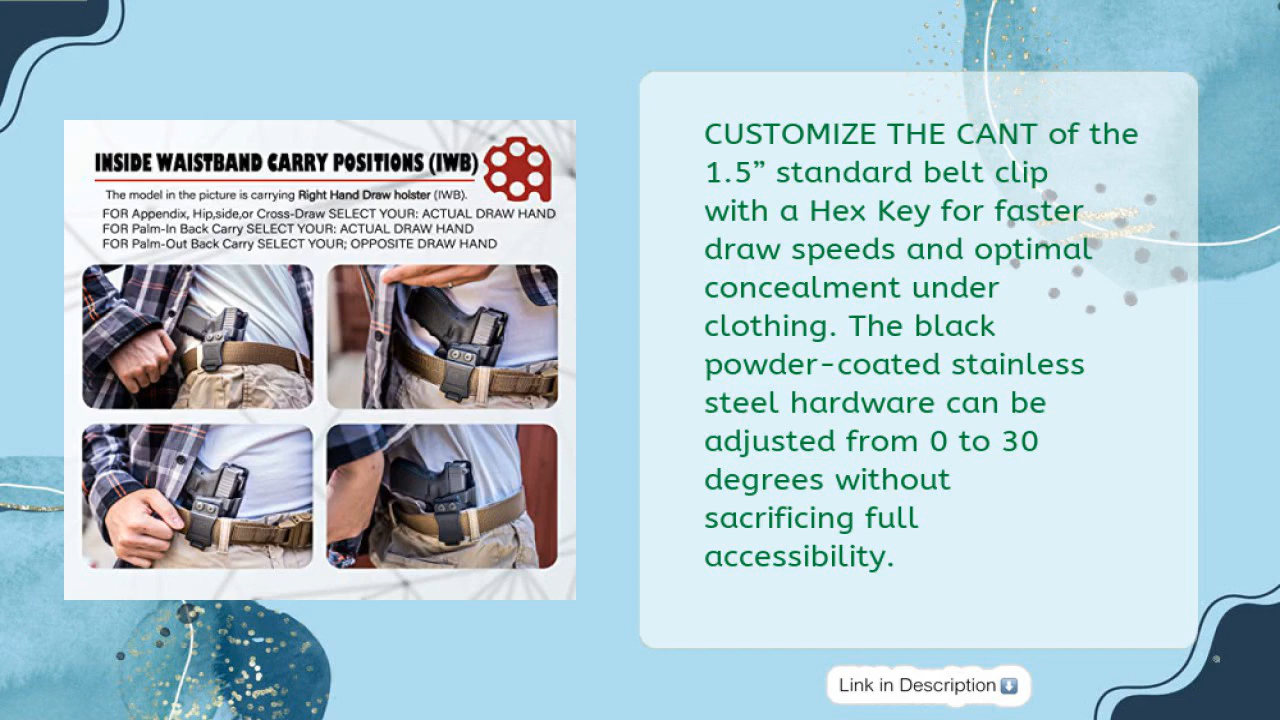 INSIDE WAISTBAND CARRY POSITIONS (IWB)
The model in the picture is carrying Right Hand Draw holster (IWB).
FOR Appendix, Hip,side,or Cross-Draw SELECT YOUR: ACTUAL DRAW HAND
FOR Palm-In Back Carry SELECT YOUR: ACTUAL DRAW HAND
FOR Palm-Out Back Carry SELECT YOUR; OPPOSITE DRAW HAND
CUSTOMIZE THE CANT of the
1.5” standard belt clip
with a Hex Key for faster
draw speeds and optimal
concealment under
clothing. The black
powder-coated stainless
steel hardware can be
adjusted from 0 to 30
degrees without
sacrificing full
accessibility.
Link in Description